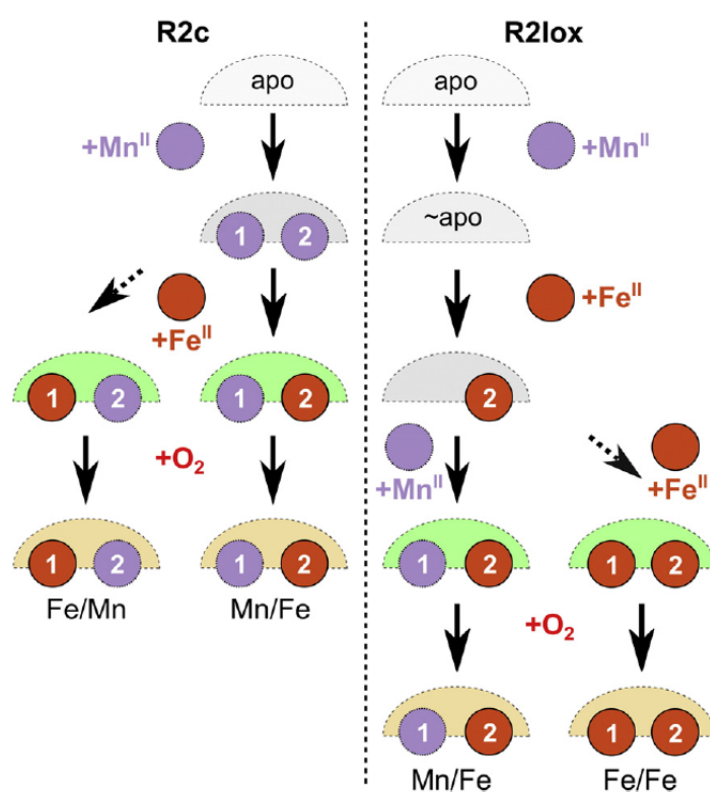 R2c
apo
+Mn^II
1 2
+Fe^II
1 2
1 2
+O₂
1 2
1 2
Fe/Mn
Mn/Fe
R2lox
apo
+Mn^II
~apo
+Fe^II
2
+Mn^II
+Fe^II
1 2
1 2
+O₂
1 2
1 2
Mn/Fe
Fe/Fe